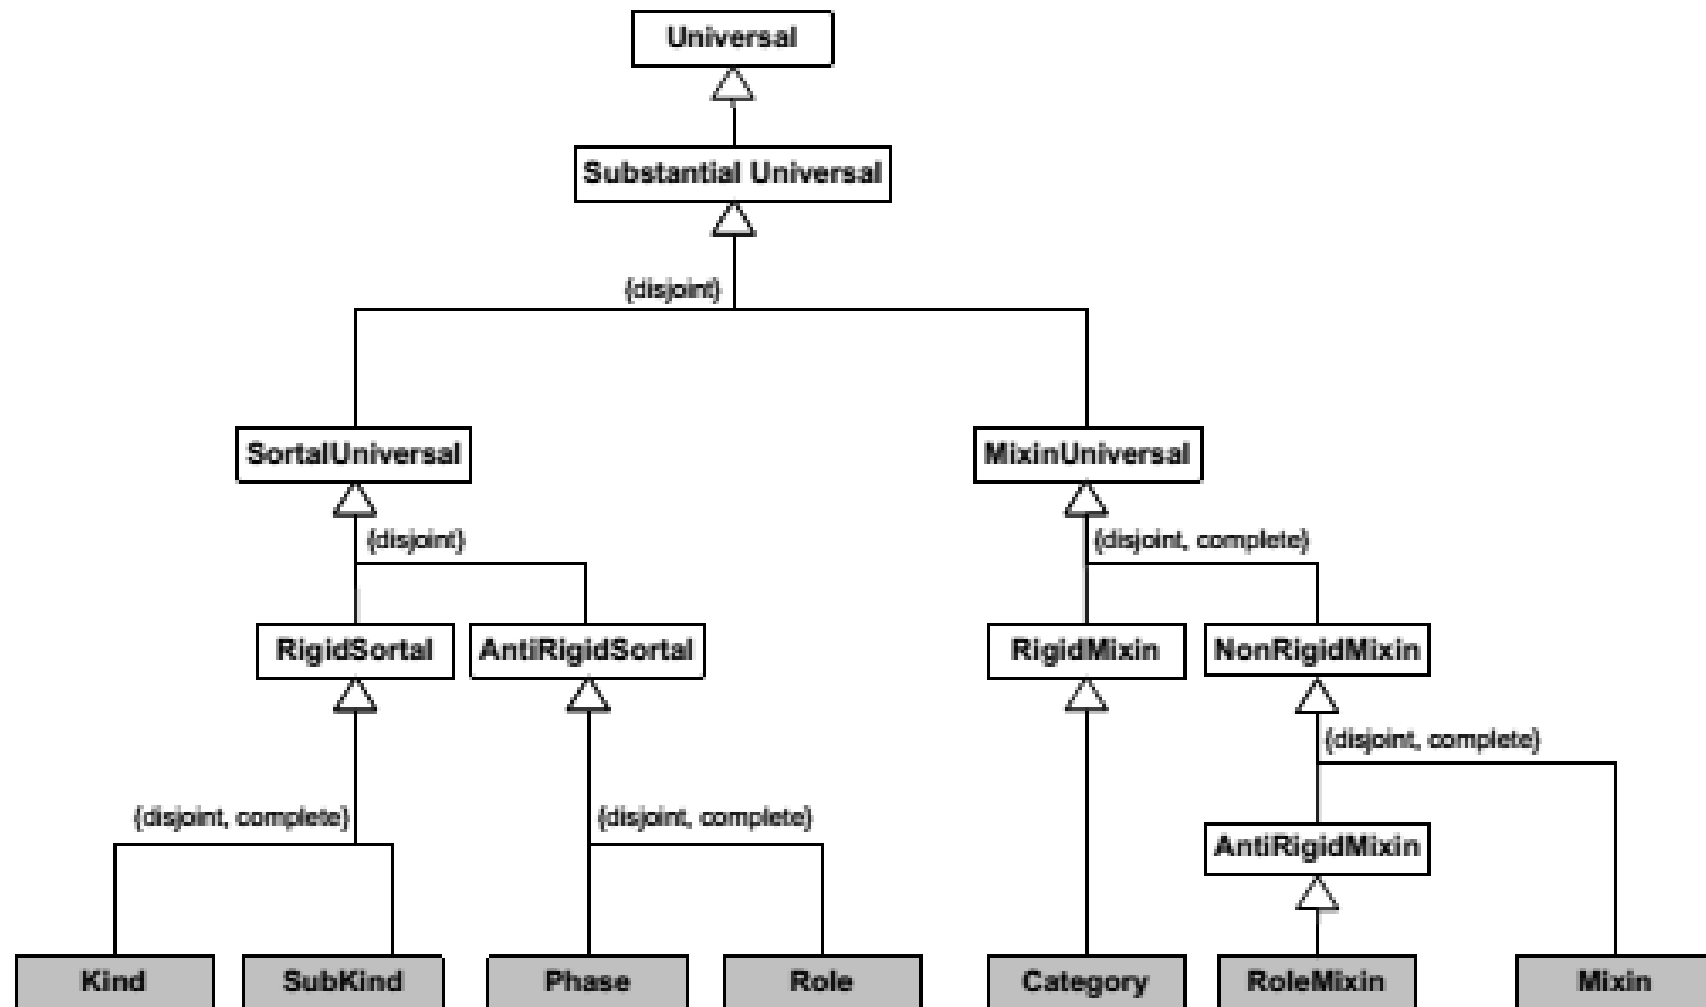 Universal
Substantial Universal
{disjoint}
SortalUniversal
MixinUniversal
{disjoint}
{disjoint, complete}
RigidSortal
AntiRigidSortal
RigidMixin
NonRigidMixin
{disjoint, complete}
{disjoint, complete}
{disjoint, complete}
AntiRigidMixin
Kind
SubKind
Phase
Role
Category
RoleMixin
Mixin